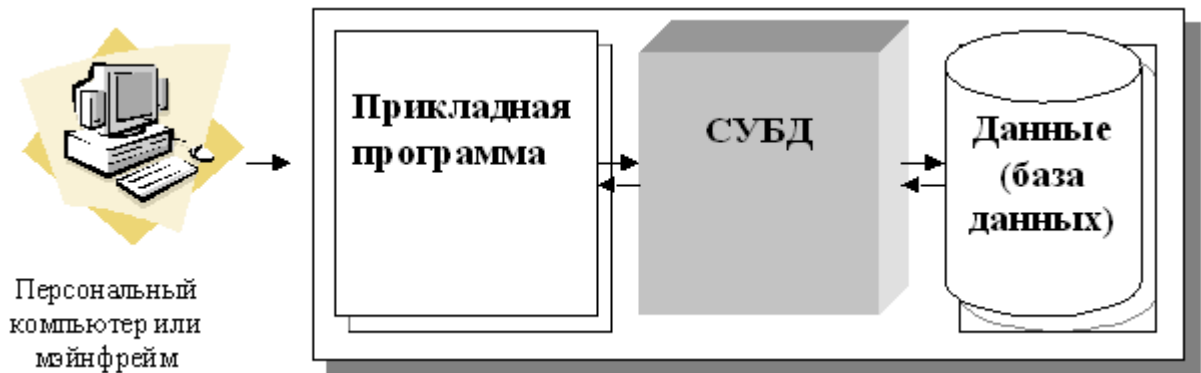 Прикладная
программа
СУБД
Данные
(база
данных)
Персональный
компьютер или
мэйнфрейм